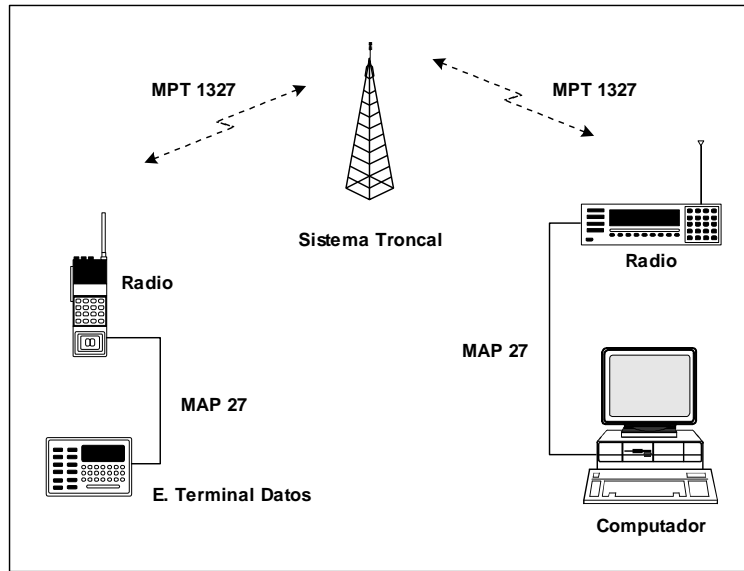 MPT 1327
MPT 1327
Sistema Troncal
Radio
Radio
MAP 27
MAP 27
E. Terminal Datos
Computador